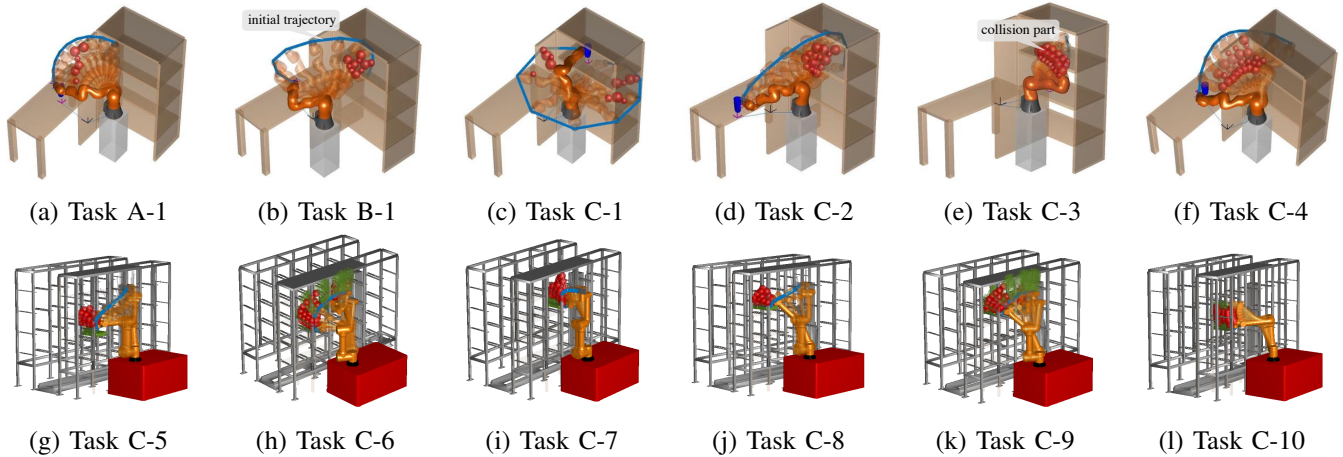 initial trajectory
collision part
(a) Task A-1
(b) Task B-1
(c) Task C-1
(d) Task C-2
(e) Task C-3
(f) Task C-4
(g) Task C-5
(h) Task C-6
(i) Task C-7
(j) Task C-8
(k) Task C-9
(l) Task C-10